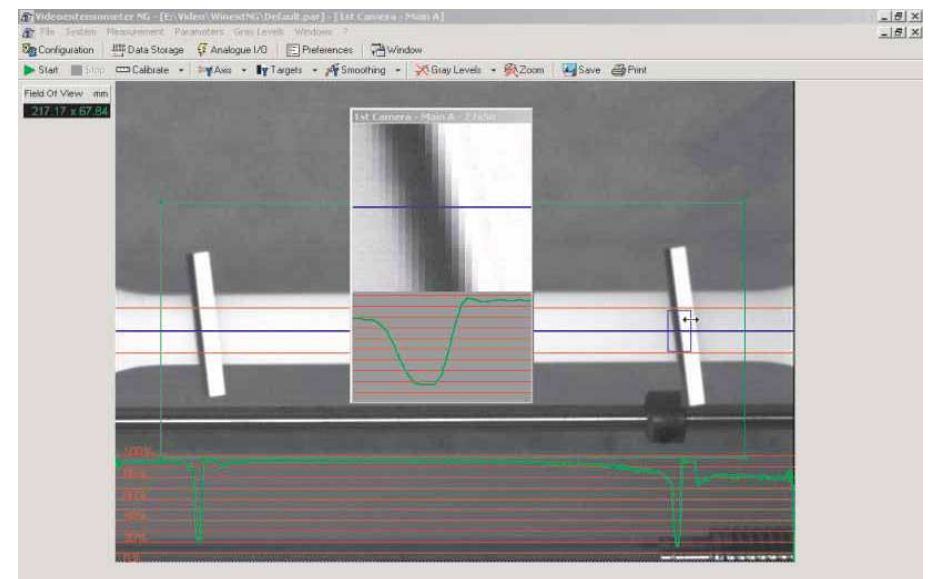 Videoextensometer NG - [E:\Video\WinextNG\Default.par] - [1st Camera - Main A]
File System Measurement Parameters Gray Levels Windows ?
Configuration Data Storage Analogue I/O Preferences Window
Start Stop Calibrate Axis Targets Smoothing Gray Levels Zoom Save Print
Field Of View mm
217.17 x 67.84
1st Camera - Main A -